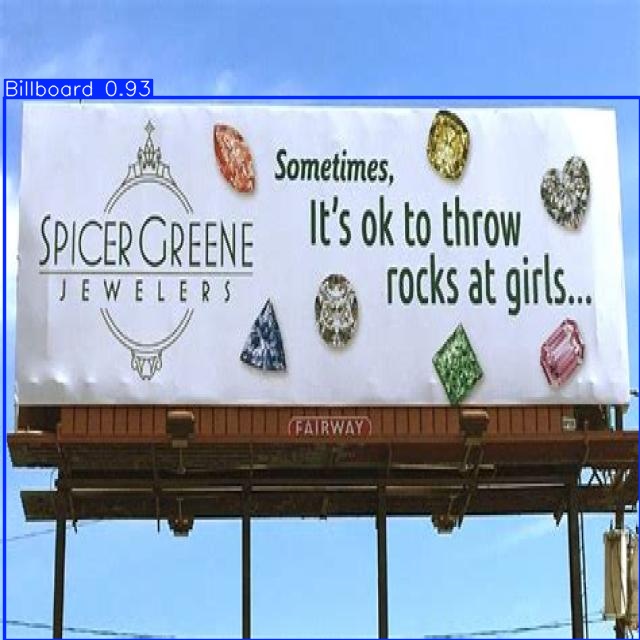 Billboard 0.93
SPICER GREENE
JEWELERS
Sometimes,
It's ok to throw
rocks at girls...
FAIRWAY